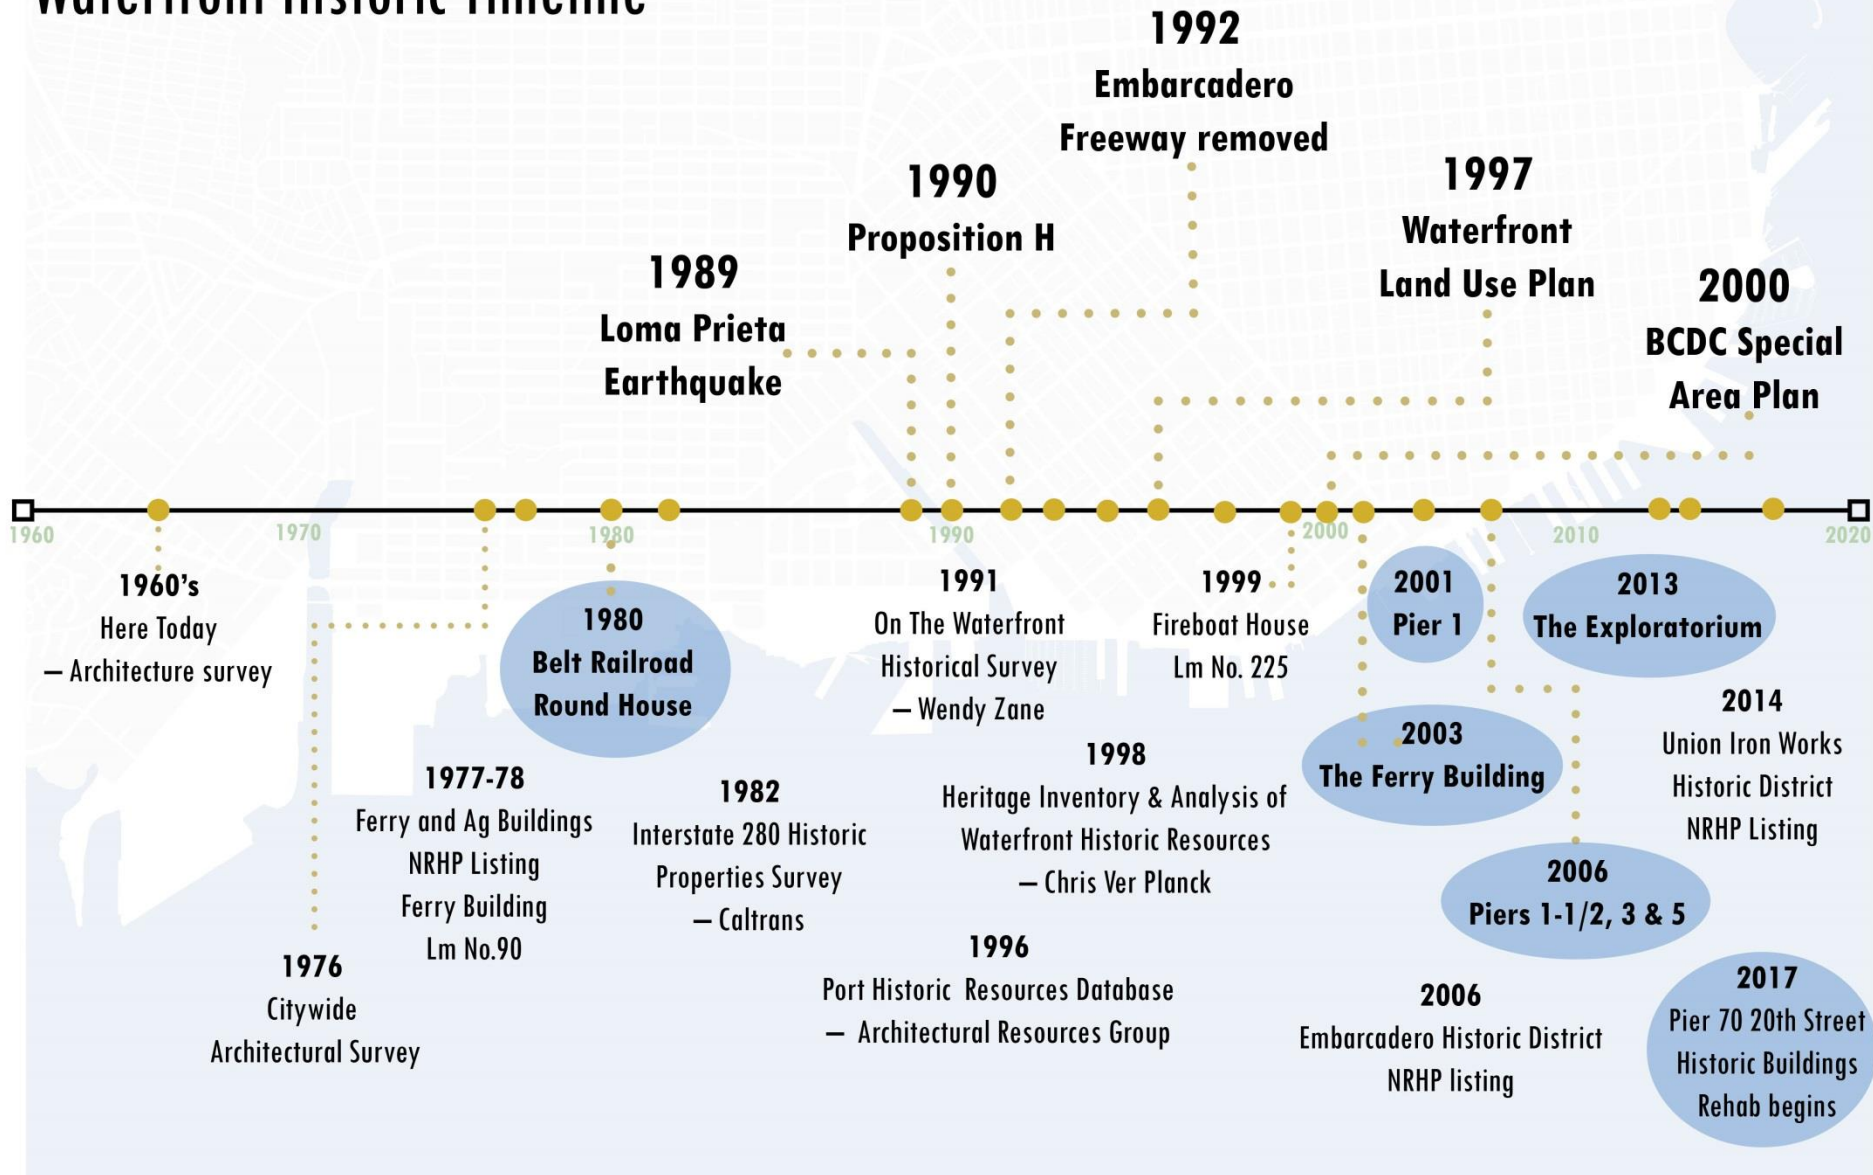 Waterfront Historic Timeline
1992
Embarcadero
Freeway removed
1990
Proposition H
1997
Waterfront
Land Use Plan
1989
Loma Prieta
Earthquake
2000
BCDC Special
Area Plan
1960
1970
1980
1990
2000
2010
2020
1960's
Here Today
– Architecture survey
1976
Citywide
Architectural Survey
1977-78
Ferry and Ag Buildings
NRHP Listing
Ferry Building
Lm No.90
1980
Belt Railroad
Round House
1982
Interstate 280 Historic
Properties Survey
– Caltrans
1991
On The Waterfront
Historical Survey
– Wendy Zane
1996
Port Historic Resources Database
– Architectural Resources Group
1998
Heritage Inventory & Analysis of
Waterfront Historic Resources
– Chris Ver Planck
1999
Fireboat House
Lm No. 225
2001
Pier 1
2003
The Ferry Building
2006
Piers 1-1/2, 3 & 5
2006
Embarcadero Historic District
NRHP listing
2013
The Exploratorium
2014
Union Iron Works
Historic District
NRHP Listing
2017
Pier 70 20th Street
Historic Buildings
Rehab begins